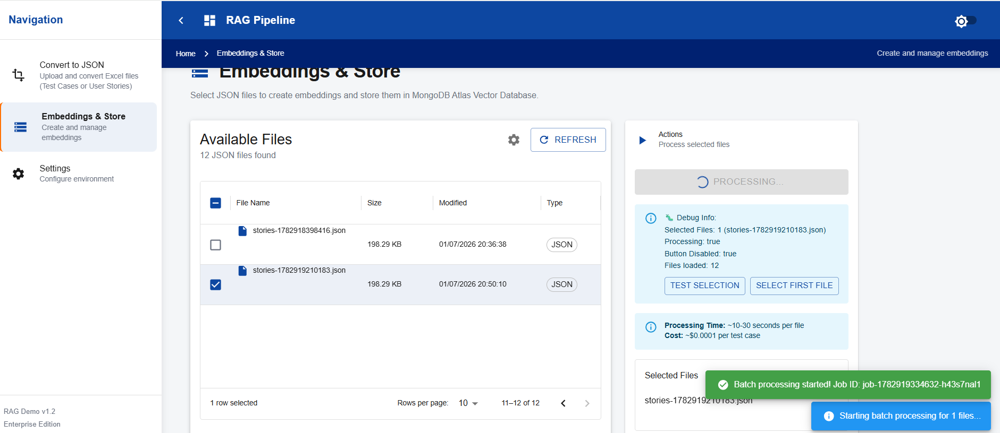 Navigation
RAG Pipeline
Home
Embeddings & Store
Create and manage embeddings
Convert to JSON
Upload and convert Excel files
(Test Cases or User Stories)
Embeddings & Store
Create and manage
embeddings
Settings
Configure environment
RAG Demo v1.2
Enterprise Edition
Embeddings & Store
Select JSON files to create embeddings and store them in MongoDB Atlas Vector Database.
Available Files
12 JSON files found
REFRESH
File Name Size Modified Type
stories-1782918398416.json
198.29 KB 01/07/2026 20:36:38 JSON
stories-1782919210183.json
198.29 KB 01/07/2026 20:50:10 JSON
1 row selected Rows per page: 10 11–12 of 12
Actions
Process selected files
PROCESSING...
Debug Info:
Selected Files: 1 (stories-1782919210183.json)
Processing: true
Button Disabled: true
Files loaded: 12
TEST SELECTION SELECT FIRST FILE
Processing Time: ~10-30 seconds per file
Cost: ~$0.0001 per test case
Selected Files
stories-1782919210183.json
Batch processing started! Job ID: job-1782919334632-h43s7nal1
Starting batch processing for 1 files...